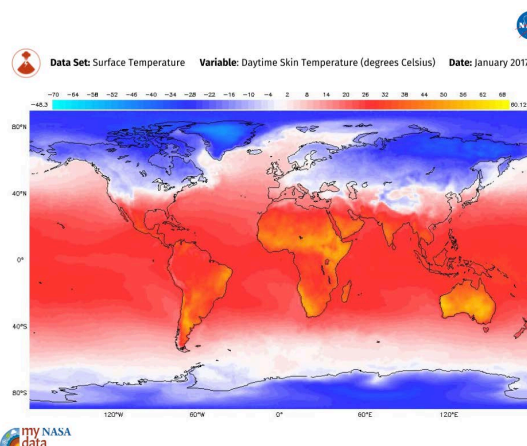 NAS
Data Set: Surface Temperature Variable: Daytime Skin Temperature (degrees Celsius) Date: January 2017
-70 -64 -58 -52 -46 -40 -34 -28 -22 -16 -10 -4 2 8 14 20 26 32 38 44 50 56 62 68
-48.3 60.12
80°N
40°N
0°
40°S
80°S
120°W 60°W 0° 60°E 120°E
my NASA
data